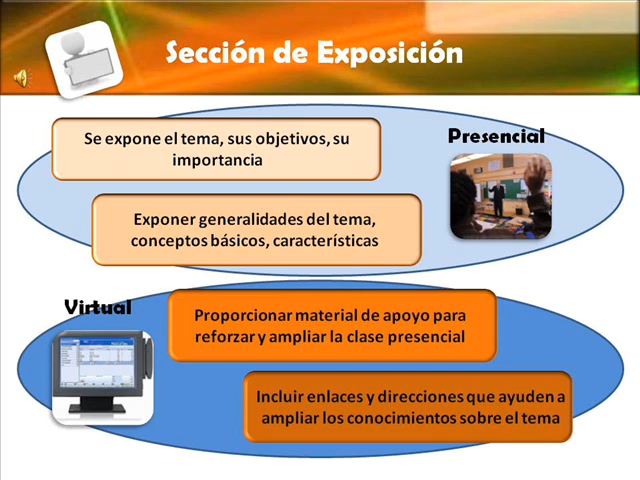 Sección de Exposición
Se expone el tema, sus objetivos, su
importancia
Presencial
Exponer generalidades del tema,
conceptos básicos, características
Virtual
Proporcionar material de apoyo para
reforzar y ampliar la clase presencial
Incluir enlaces y direcciones que ayuden a
ampliar los conocimientos sobre el tema